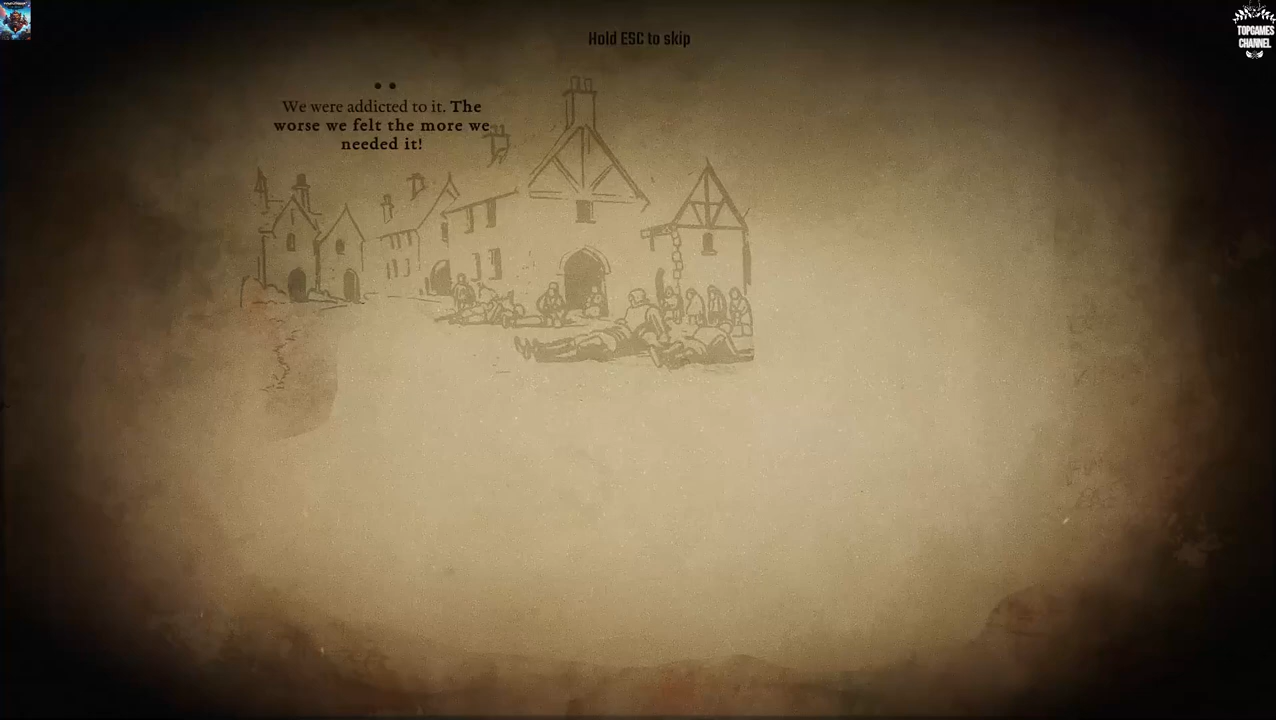 Hold ESC to skip
TOPGAMES
CHANNEL
We were addicted to it. The
worse we felt the more we
needed it!